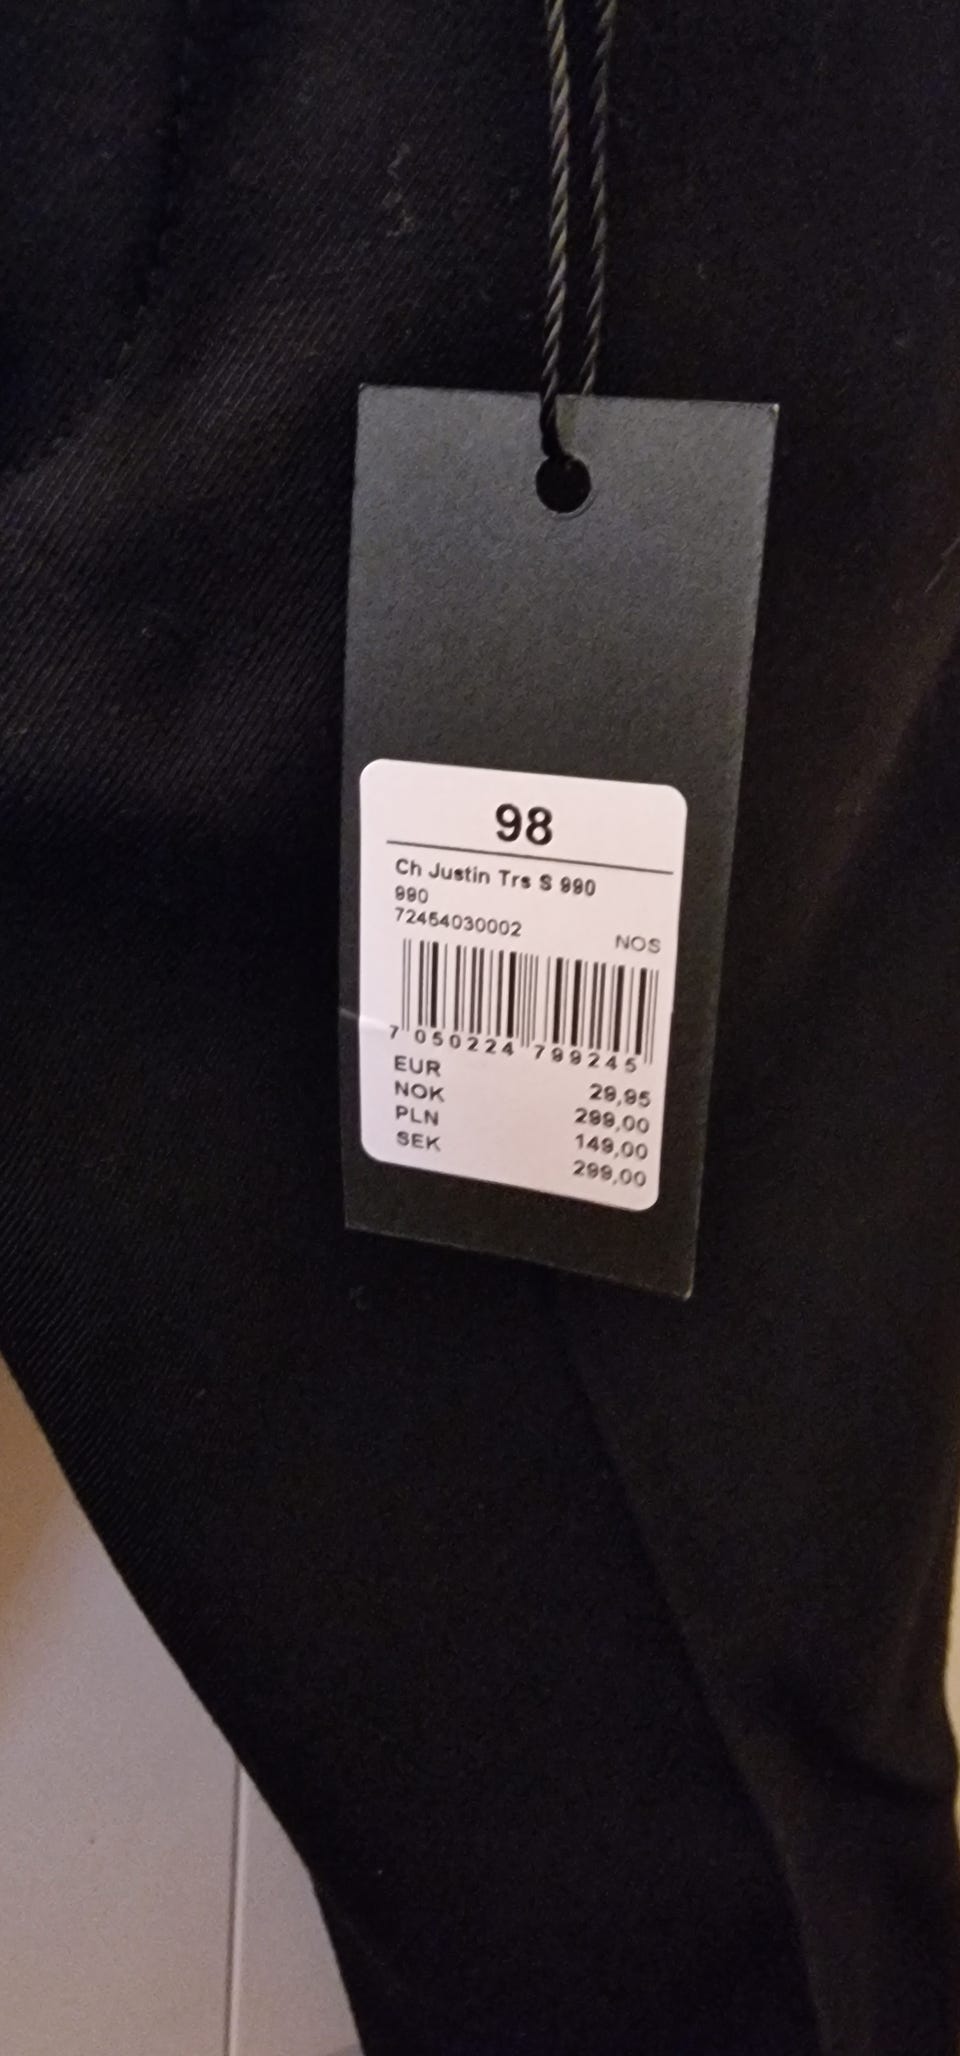 98
Ch Justin Trs S 990
990
72454030002
NOS
7 050224 799245
EUR 29,95
NOK 299,00
PLN 149,00
SEK 299,00